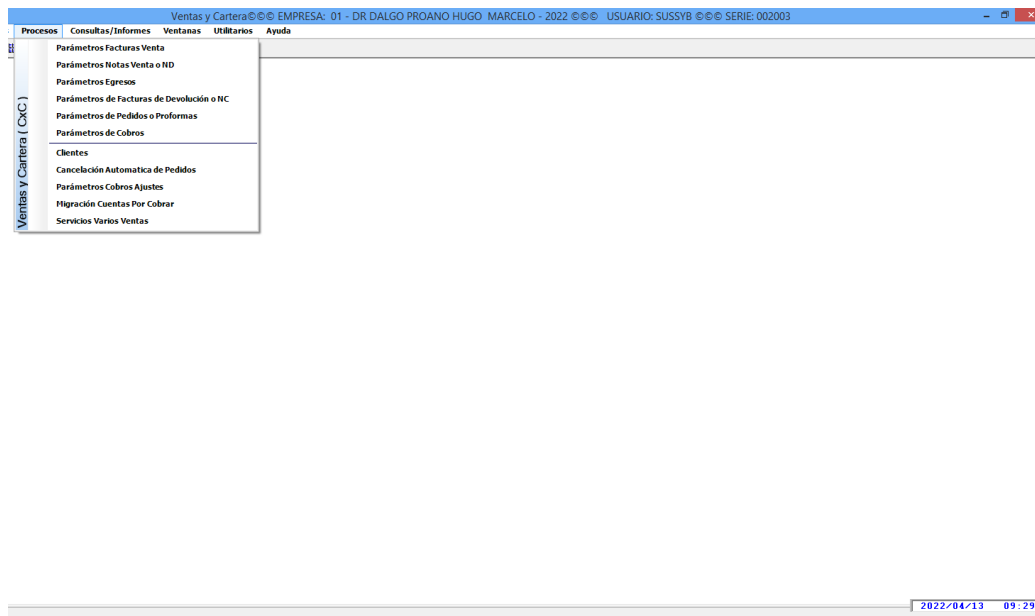 Ventas y Cartera©©© EMPRESA: 01 - DR DALGO PROANO HUGO MARCELO - 2022 ©©© USUARIO: SUSSYB ©©© SERIE: 002003
Procesos Consultas/Informes Ventanas Utilitarios Ayuda
Parámetros Facturas Venta
Parámetros Notas Venta o ND
Parámetros Egresos
Parámetros de Facturas de Devolución o NC
Parámetros de Pedidos o Proformas
Parámetros de Cobros
Clientes
Cancelación Automatica de Pedidos
Parámetros Cobros Ajustes
Migración Cuentas Por Cobrar
Servicios Varios Ventas
Ventas y Cartera ( CxC )
2022/04/13 09:29